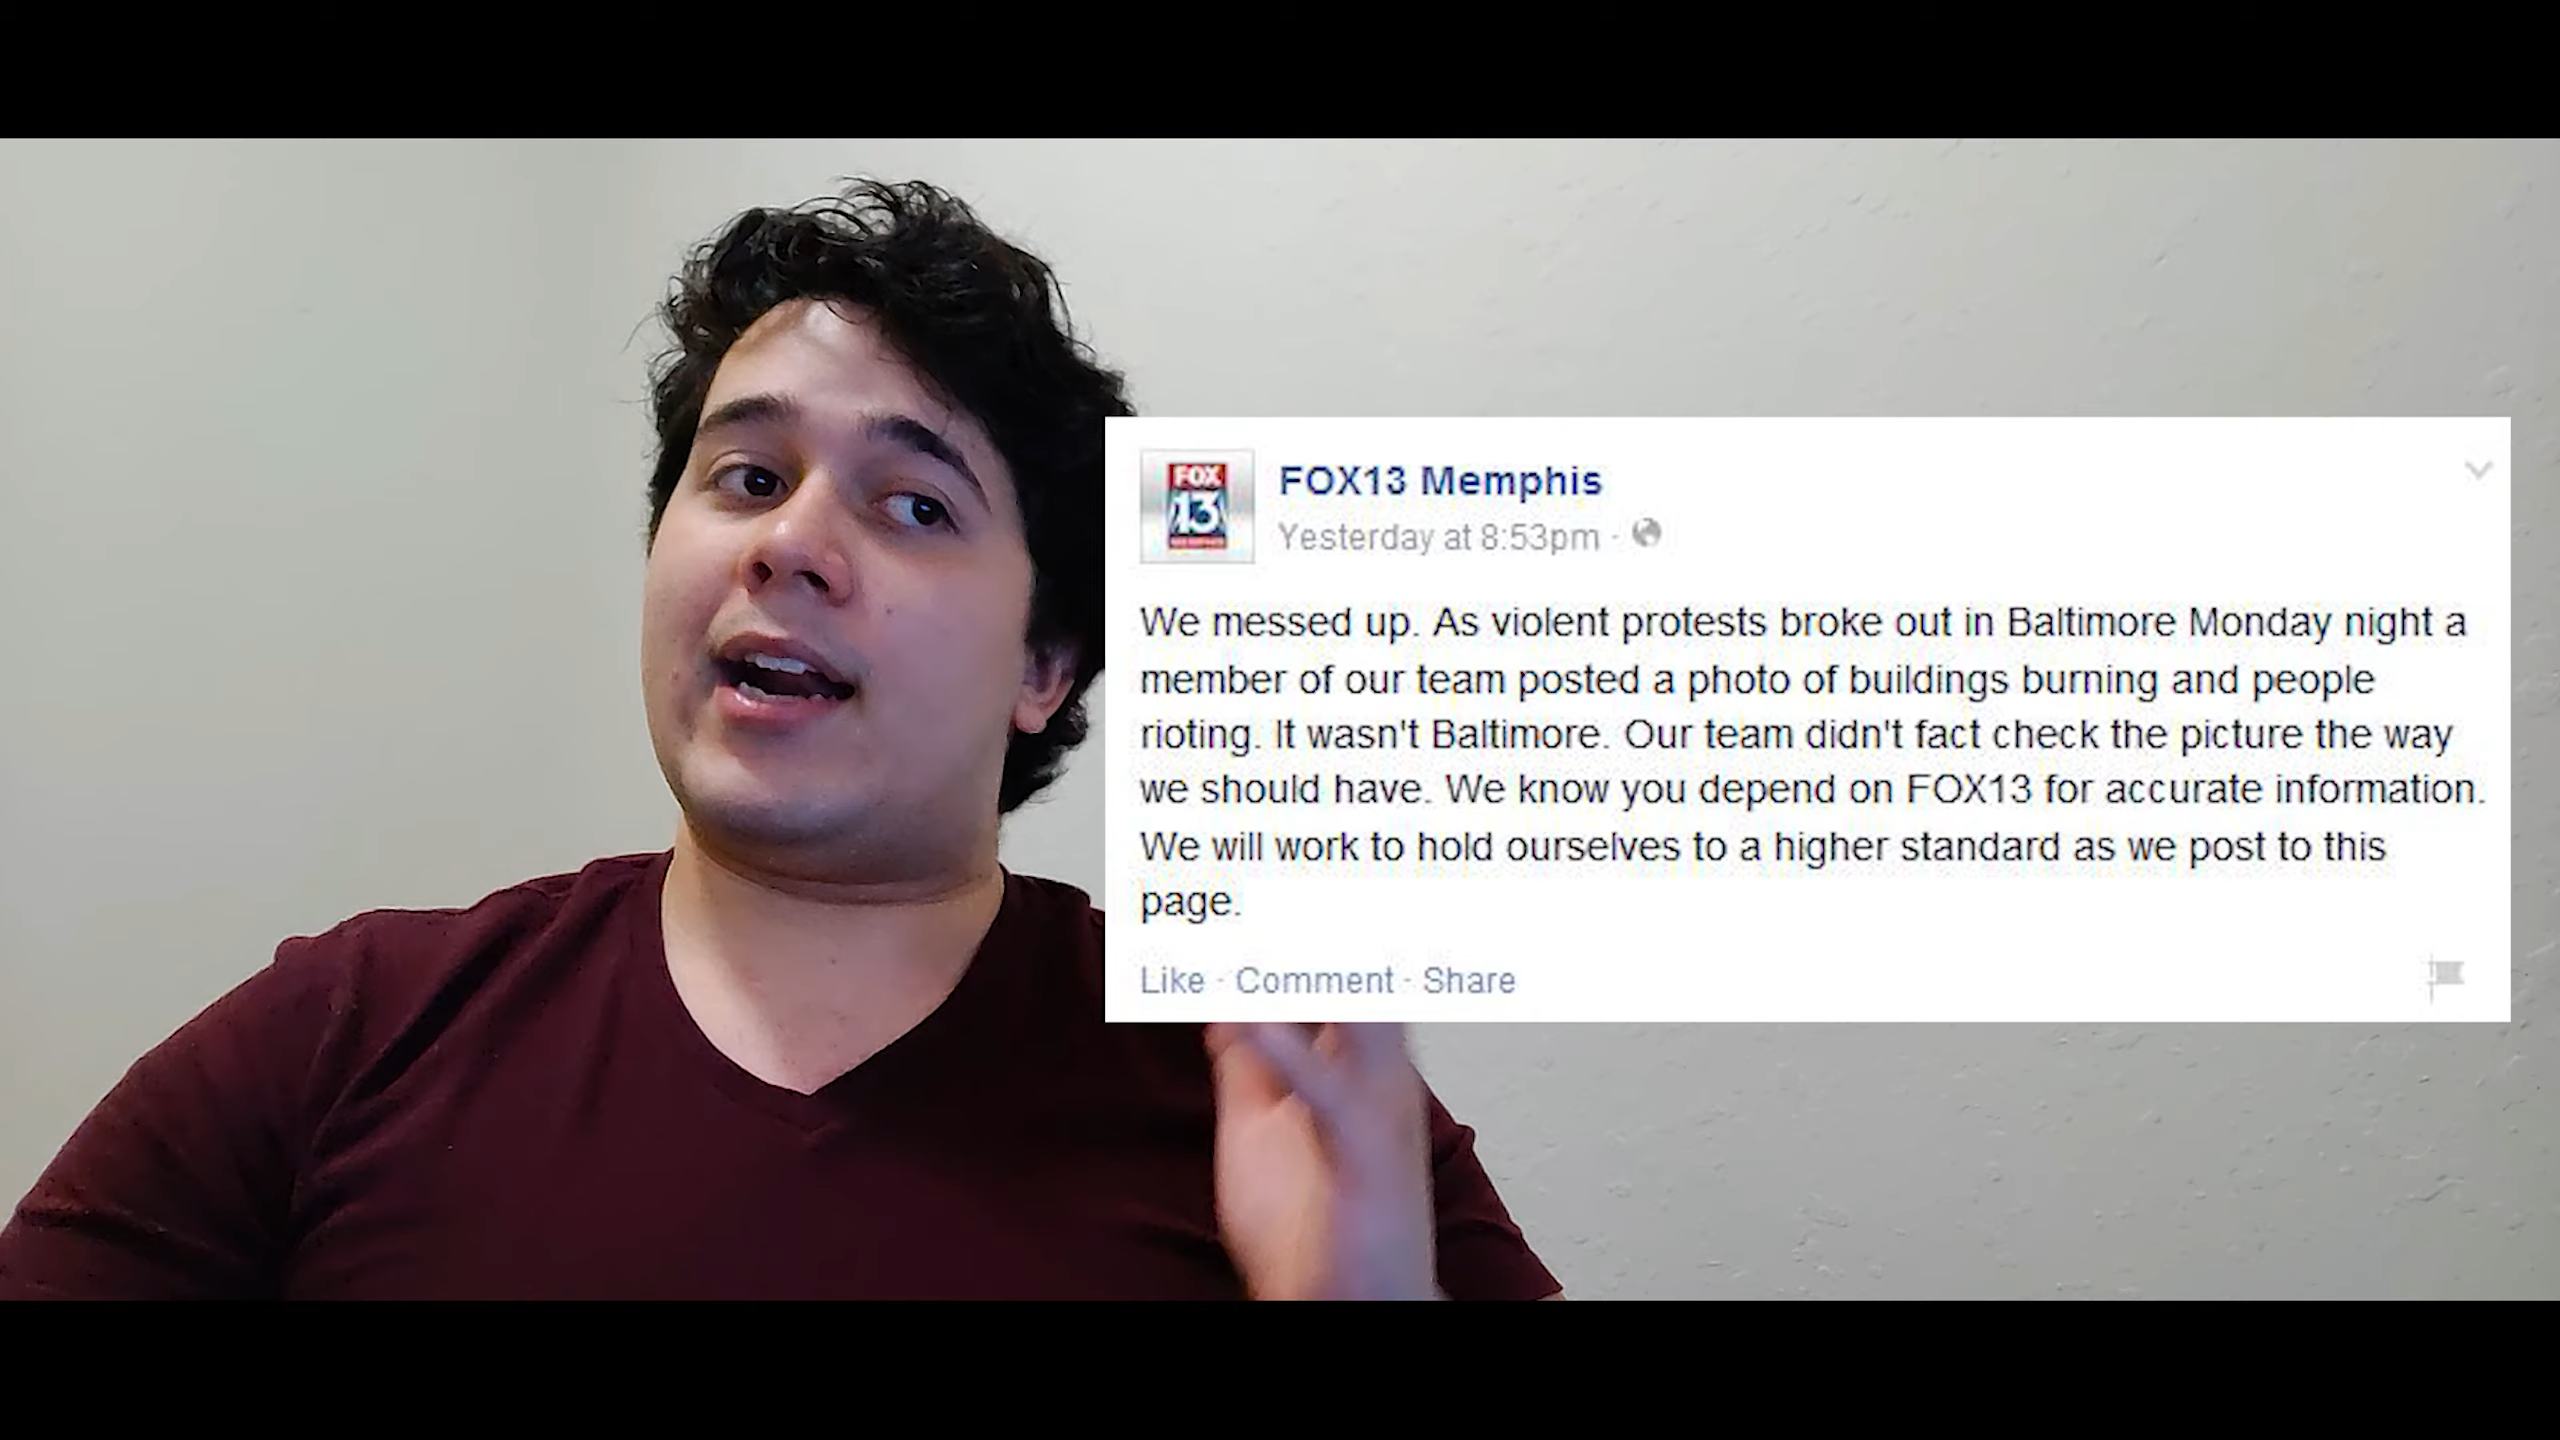 FOX
13
FOX13 Memphis
Yesterday at 8:53pm ·
We messed up. As violent protests broke out in Baltimore Monday night a
member of our team posted a photo of buildings burning and people
rioting. It wasn't Baltimore. Our team didn't fact check the picture the way
we should have. We know you depend on FOX13 for accurate information.
We will work to hold ourselves to a higher standard as we post to this
page.
Like · Comment · Share